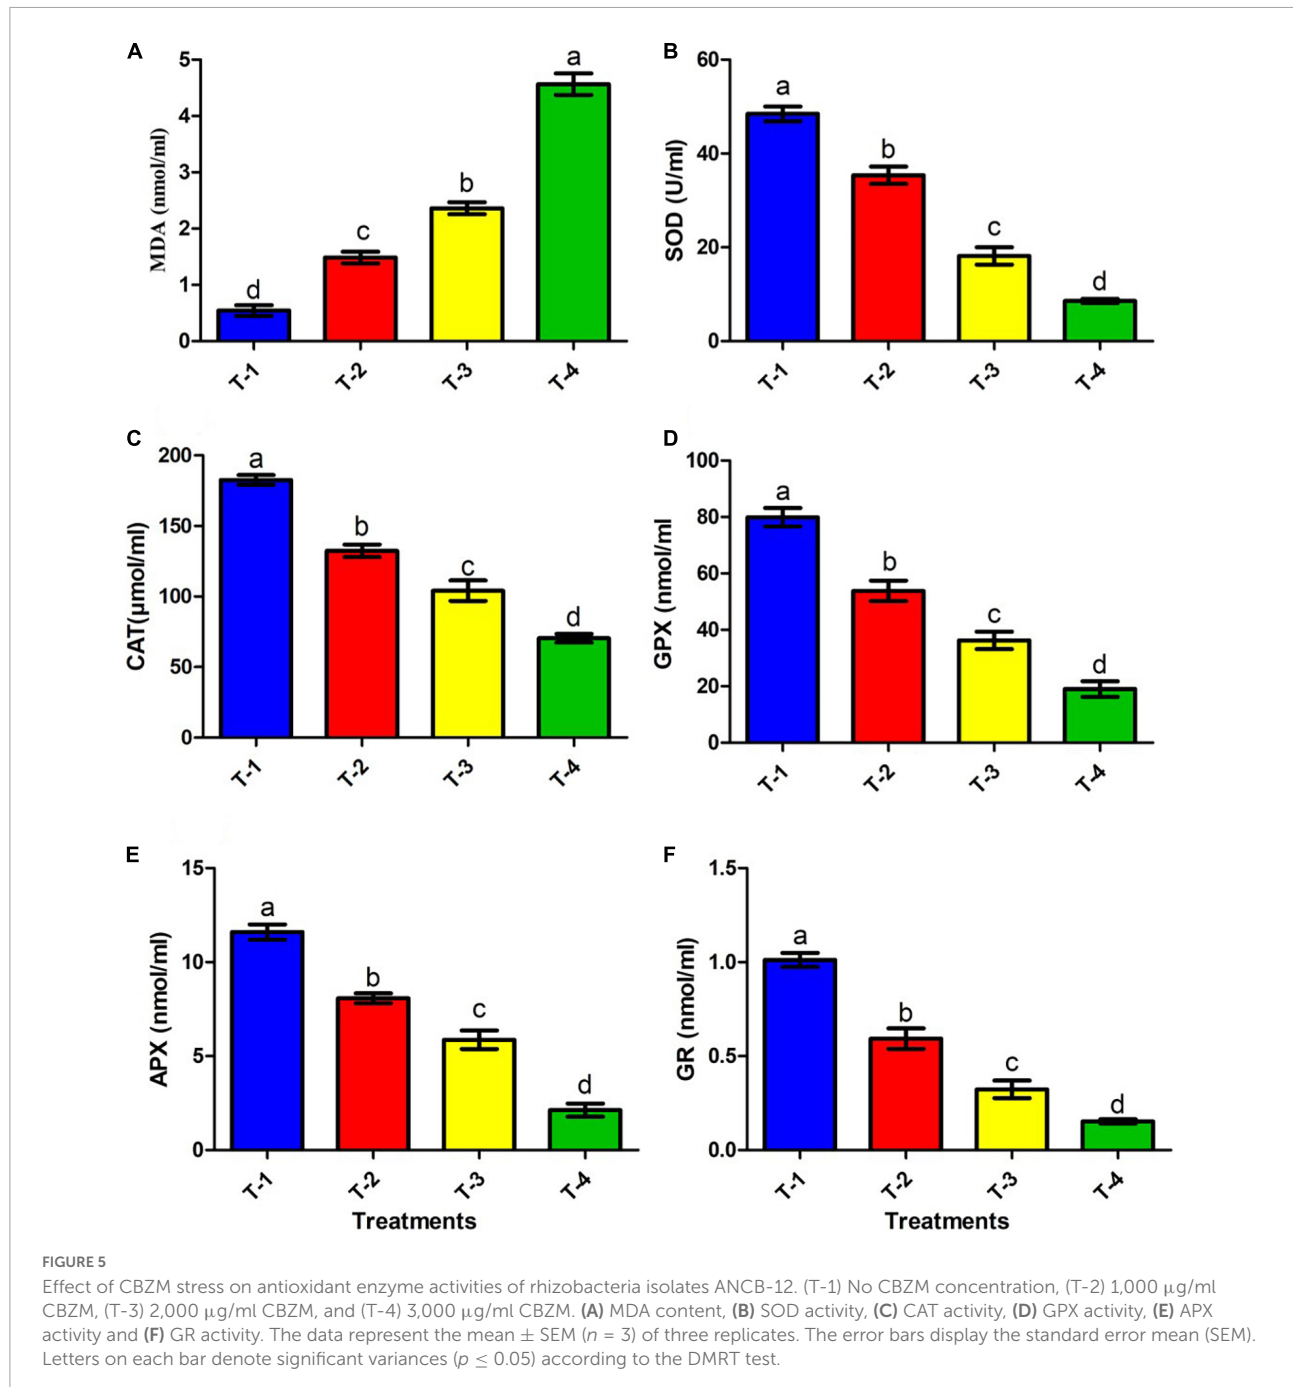 A
B
MDA (nmol/ml)
5
4
3
2
1
0
d
c
b
a
T-1
T-2
T-3
T-4
SOD (U/ml)
60
40
20
0
a
b
c
d
T-1
T-2
T-3
T-4
C
D
CAT(µmol/ml)
200
150
100
50
0
a
b
c
d
T-1
T-2
T-3
T-4
GPX (nmol/ml
100
80
60
40
20
0
a
b
c
d
T-1
T-2
T-3
T-4
E
F
APX (nmol/ml)
15
10
5
0
a
b
c
d
T-1
T-2
T-3
T-4
Treatments
GR (nmol/ml)
1.5
1.0
0.5
0.0
a
b
c
d
T-1
T-2
T-3
T-4
Treatments
FIGURE 5
Effect of CBZM stress on antioxidant enzyme activities of rhizobacteria isolates ANCB-12. (T-1) No CBZM concentration, (T-2) 1,000 µg/ml
CBZM, (T-3) 2,000 µg/ml CBZM, and (T-4) 3,000 µg/ml CBZM. (A) MDA content, (B) SOD activity, (C) CAT activity, (D) GPX activity, (E) APX
activity and (F) GR activity. The data represent the mean ± SEM (n = 3) of three replicates. The error bars display the standard error mean (SEM).
Letters on each bar denote significant variances (p ≤ 0.05) according to the DMRT test.